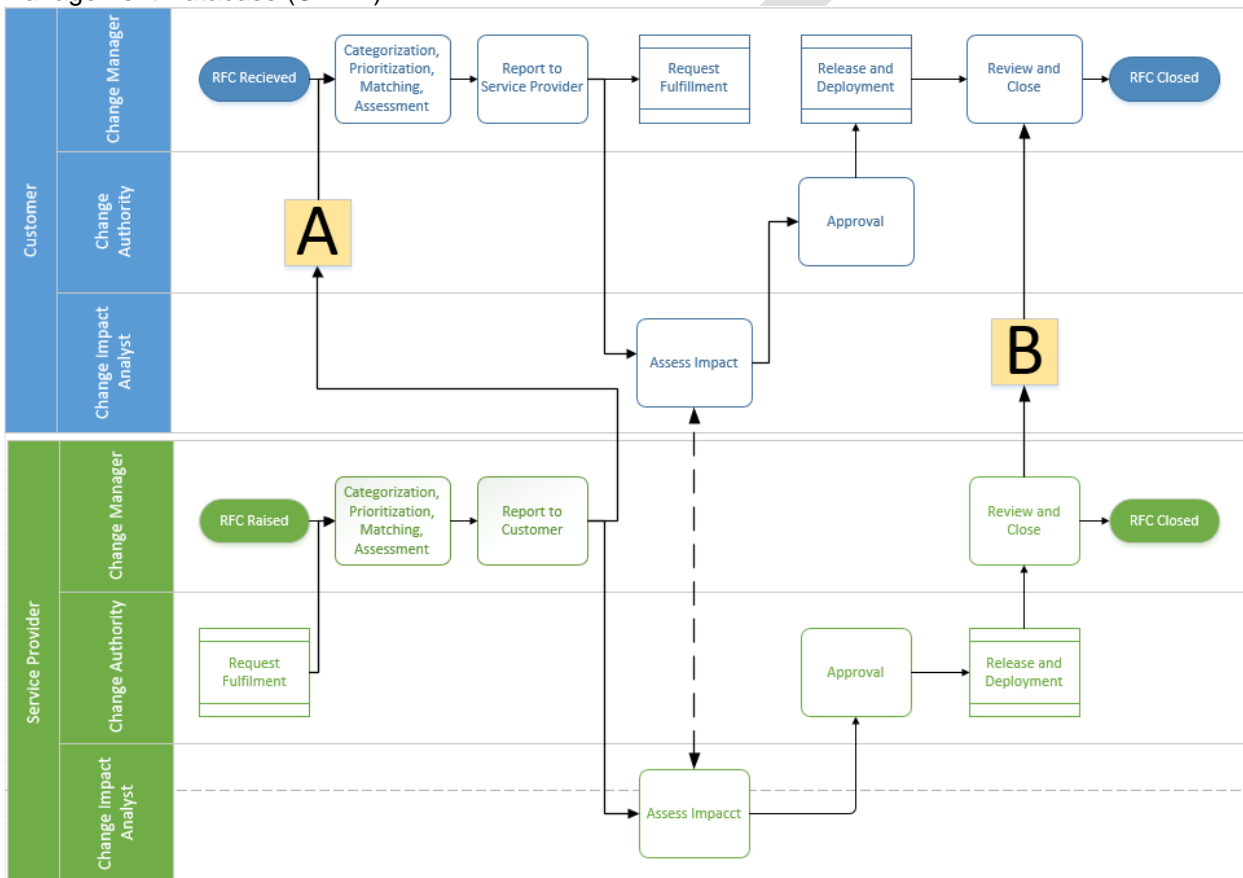 Management Database
Customer
Change Manager
RFC Recieved
Categorization,
Prioritization,
Matching,
Assessment
Report to
Service Provider
Request
Fulfillment
Release and
Deployment
Review and
Close
RFC Closed
Change
Authority
A
Approval
Change Impact
Analyst
Assess Impact
B
Service Provider
Change Manager
RFC Raised
Categorization,
Prioritization,
Matching,
Assessment
Report to
Customer
Review and
Close
RFC Closed
Change Authority
Request
Fulfilment
Approval
Release and
Deployment
Change Impact
Analyst
Assess Impacct